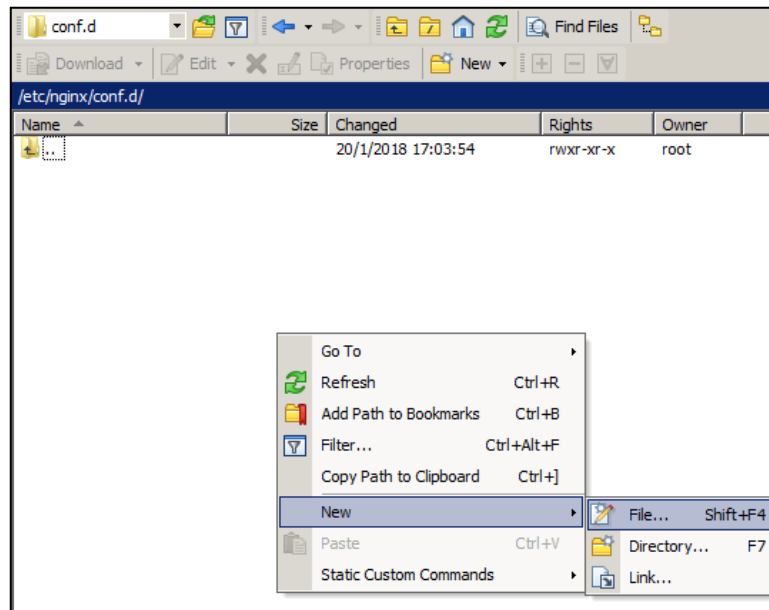 conf.d Find Files
Download Edit Properties New
/etc/nginx/conf.d/
Name Size Changed Rights Owner
.. 20/1/2018 17:03:54 rwxr-xr-x root
Go To
Refresh Ctrl+R
Add Path to Bookmarks Ctrl+B
Filter... Ctrl+Alt+F
Copy Path to Clipboard Ctrl+]
New File... Shift+F4
Paste Ctrl+V Directory... F7
Static Custom Commands Link...